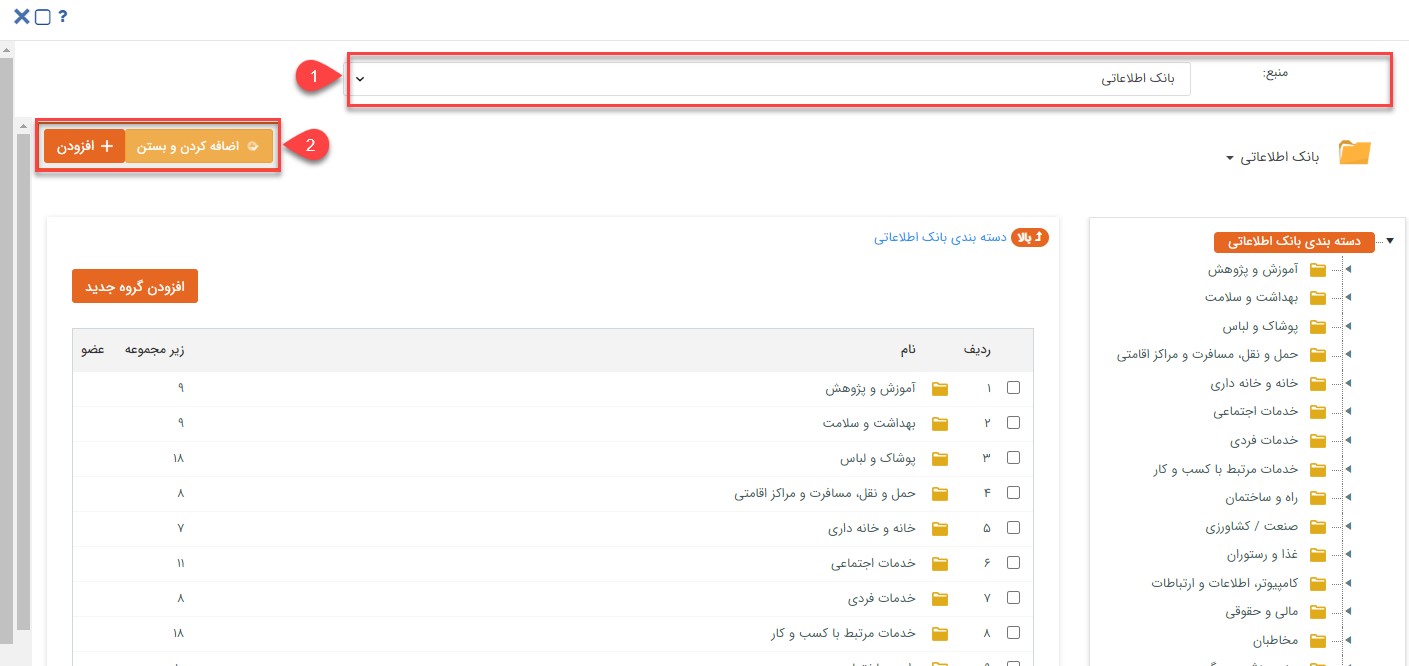 ?
منبع:
بانک اطلاعاتی
1
بانک اطلاعاتی
2
اضافه کردن و بستن
+ افزودن
دسته بندی بانک اطلاعاتی
آموزش و پژوهش
بهداشت و سلامت
پوشاک و لباس
حمل و نقل، مسافرت و مراکز اقامتی
خانه و خانه داری
خدمات اجتماعی
خدمات فردی
خدمات مرتبط با کسب و کار
راه و ساختمان
صنعت / کشاورزی
غذا و رستوران
کامپیوتر، اطلاعات و ارتباطات
مالی و حقوقی
مخاطبان
بالا دسته بندی بانک اطلاعاتی
افزودن گروه جدید
ردیف نام زیر مجموعه عضو
۱ آموزش و پژوهش ۹
۲ بهداشت و سلامت ۹
۳ پوشاک و لباس ۱۸
۴ حمل و نقل، مسافرت و مراکز اقامتی ۸
۵ خانه و خانه داری ۷
۶ خدمات اجتماعی ۱۱
۷ خدمات فردی ۸
۸ خدمات مرتبط با کسب و کار ۱۸